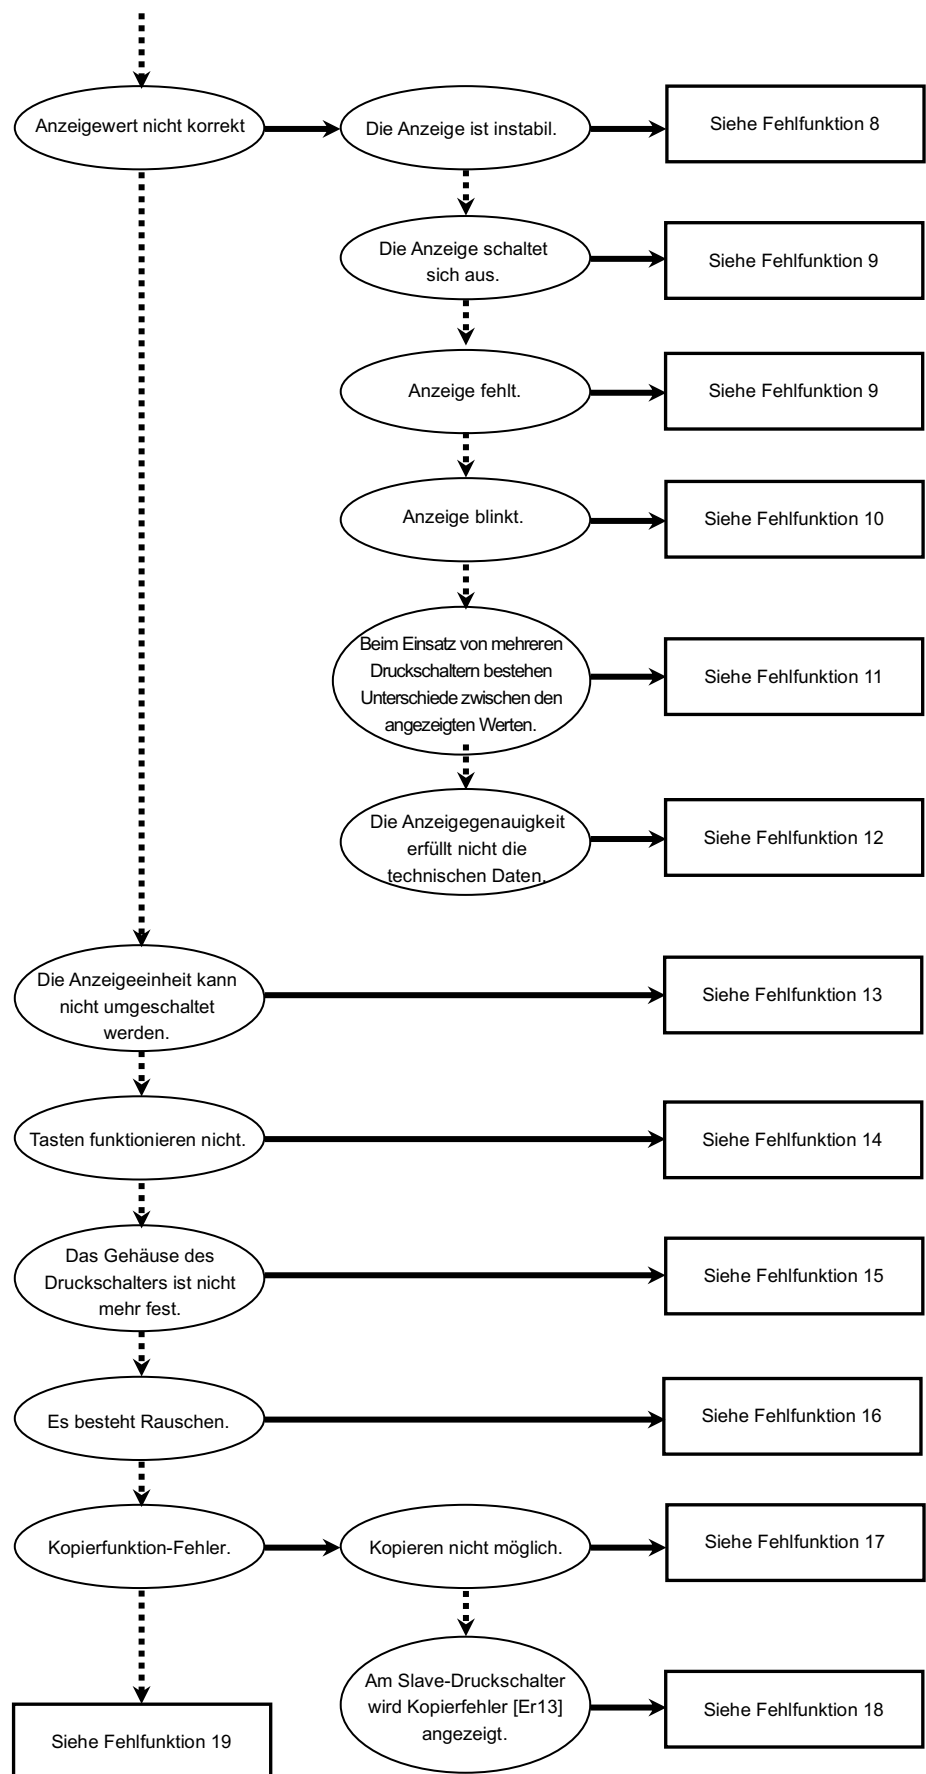 Anzeigewert nicht korrekt
Die Anzeige ist instabil.
Siehe Fehlfunktion 8
Die Anzeige schaltet
sich aus.
Siehe Fehlfunktion 9
Anzeige fehlt.
Siehe Fehlfunktion 9
Anzeige blinkt.
Siehe Fehlfunktion 10
Beim Einsatz von mehreren
Druckschaltern bestehen
Unterschiede zwischen den
angezeigten Werten.
Siehe Fehlfunktion 11
Die Anzeigegenauigkeit
erfüllt nicht die
technischen Daten.
Siehe Fehlfunktion 12
Die Anzeigeeinheit kann
nicht umgeschaltet
werden.
Siehe Fehlfunktion 13
Tasten funktionieren nicht.
Siehe Fehlfunktion 14
Das Gehäuse des
Druckschalters ist nicht
mehr fest.
Siehe Fehlfunktion 15
Es besteht Rauschen.
Siehe Fehlfunktion 16
Kopierfunktion-Fehler.
Kopieren nicht möglich.
Siehe Fehlfunktion 17
Am Slave-Druckschalter
wird Kopierfehler [Er13]
angezeigt.
Siehe Fehlfunktion 18
Siehe Fehlfunktion 19